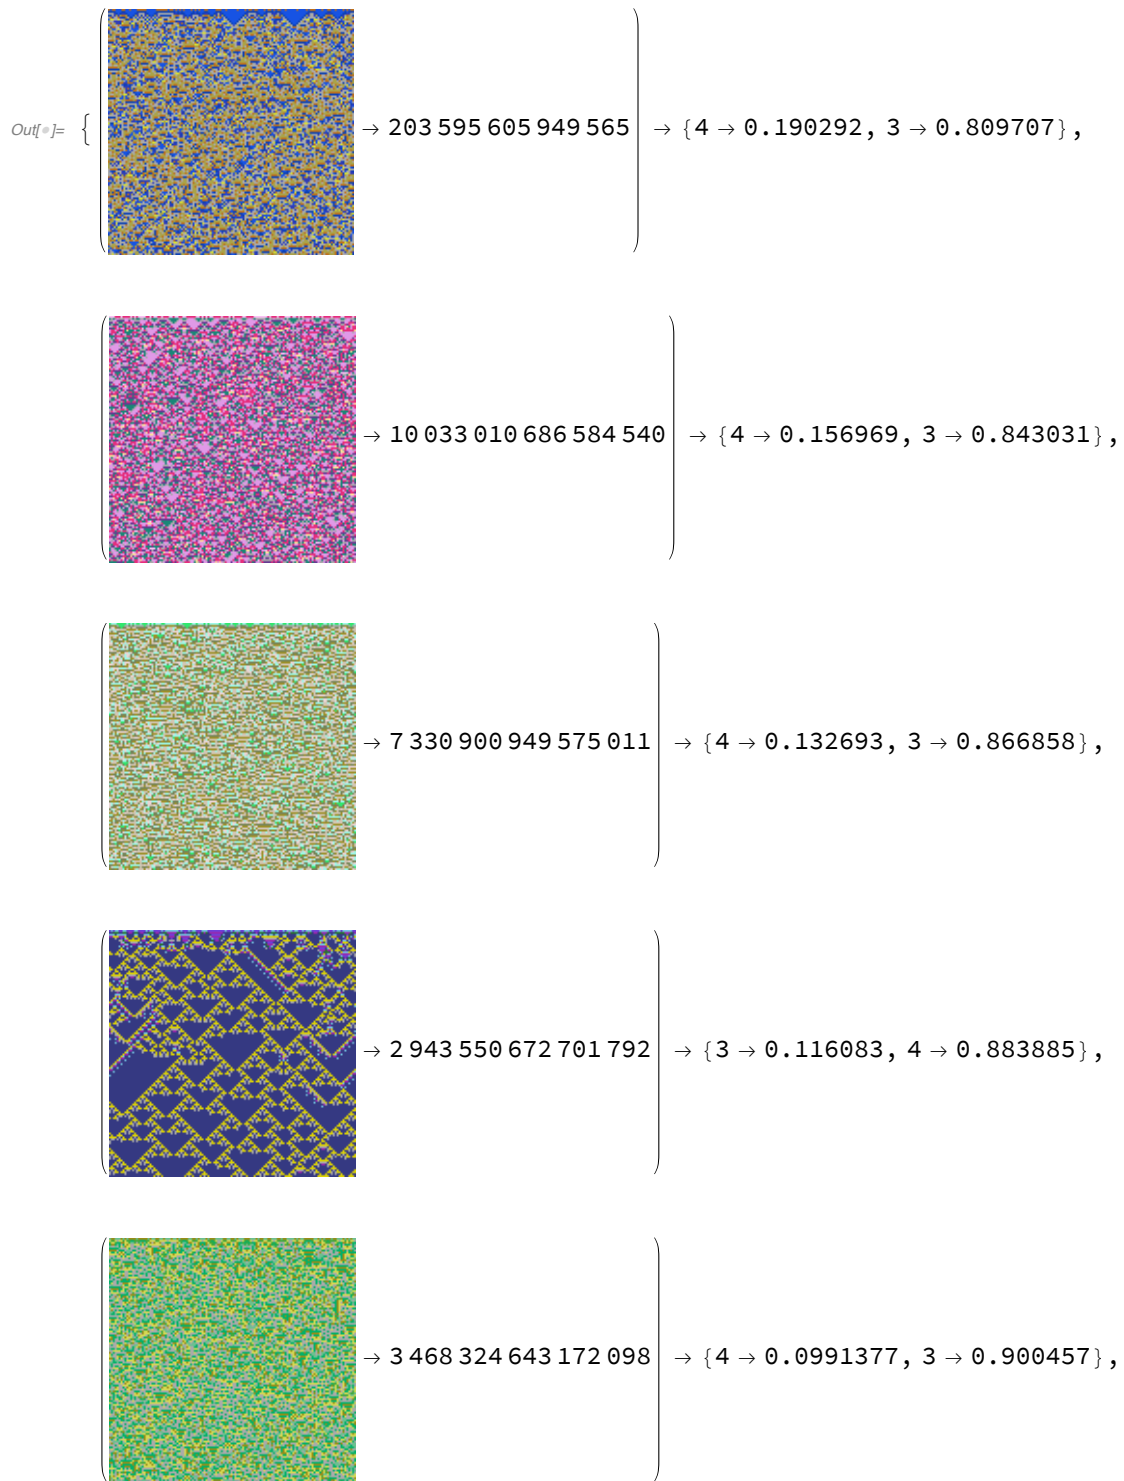 Out[•]= { ( → 203 595 605 949 565 ) → {4 → 0.190292, 3 → 0.809707},
( → 10 033 010 686 584 540 ) → {4 → 0.156969, 3 → 0.843031},
( → 7 330 900 949 575 011 ) → {4 → 0.132693, 3 → 0.866858},
( → 2 943 550 672 701 792 ) → {3 → 0.116083, 4 → 0.883885},
( → 3 468 324 643 172 098 ) → {4 → 0.0991377, 3 → 0.900457},